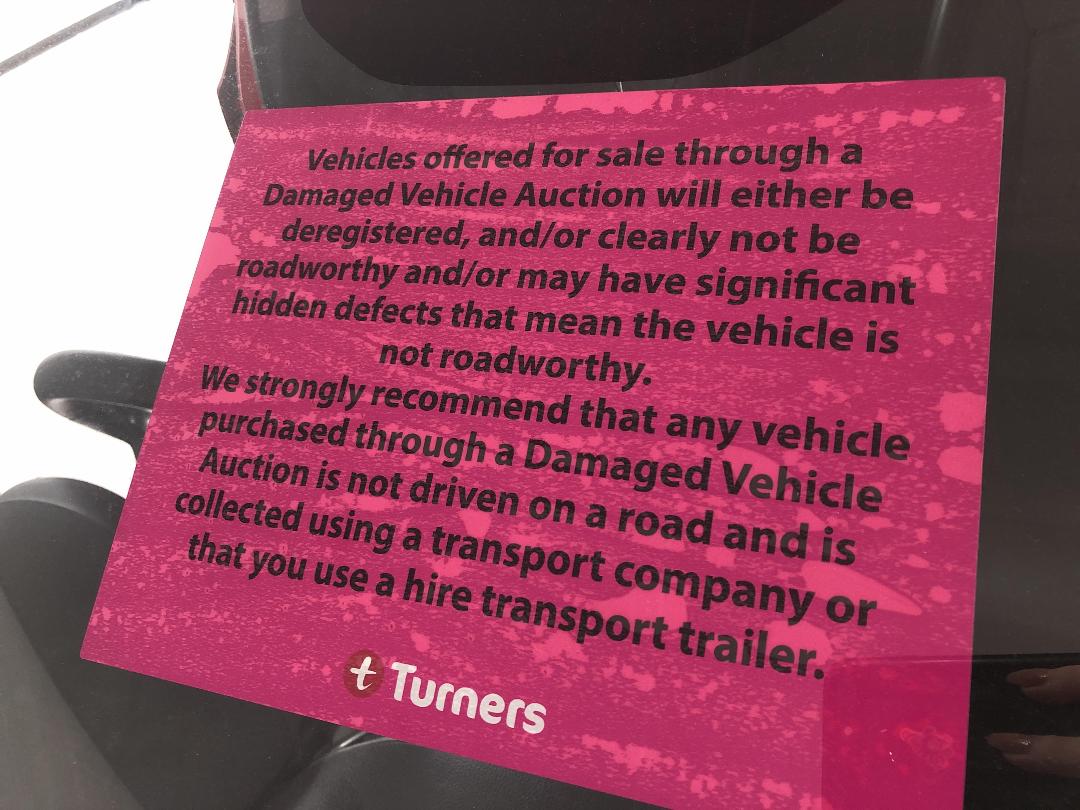 Vehicles offered for sale through a
Damaged Vehicle Auction will either be
deregistered, and/or clearly not be
roadworthy and/or may have significant
hidden defects that mean the vehicle is
not roadworthy.
We strongly recommend that any vehicle
purchased through a Damaged Vehicle
Auction is not driven on a road and is
collected using a transport company or
that you use a hire transport trailer.
t Turners